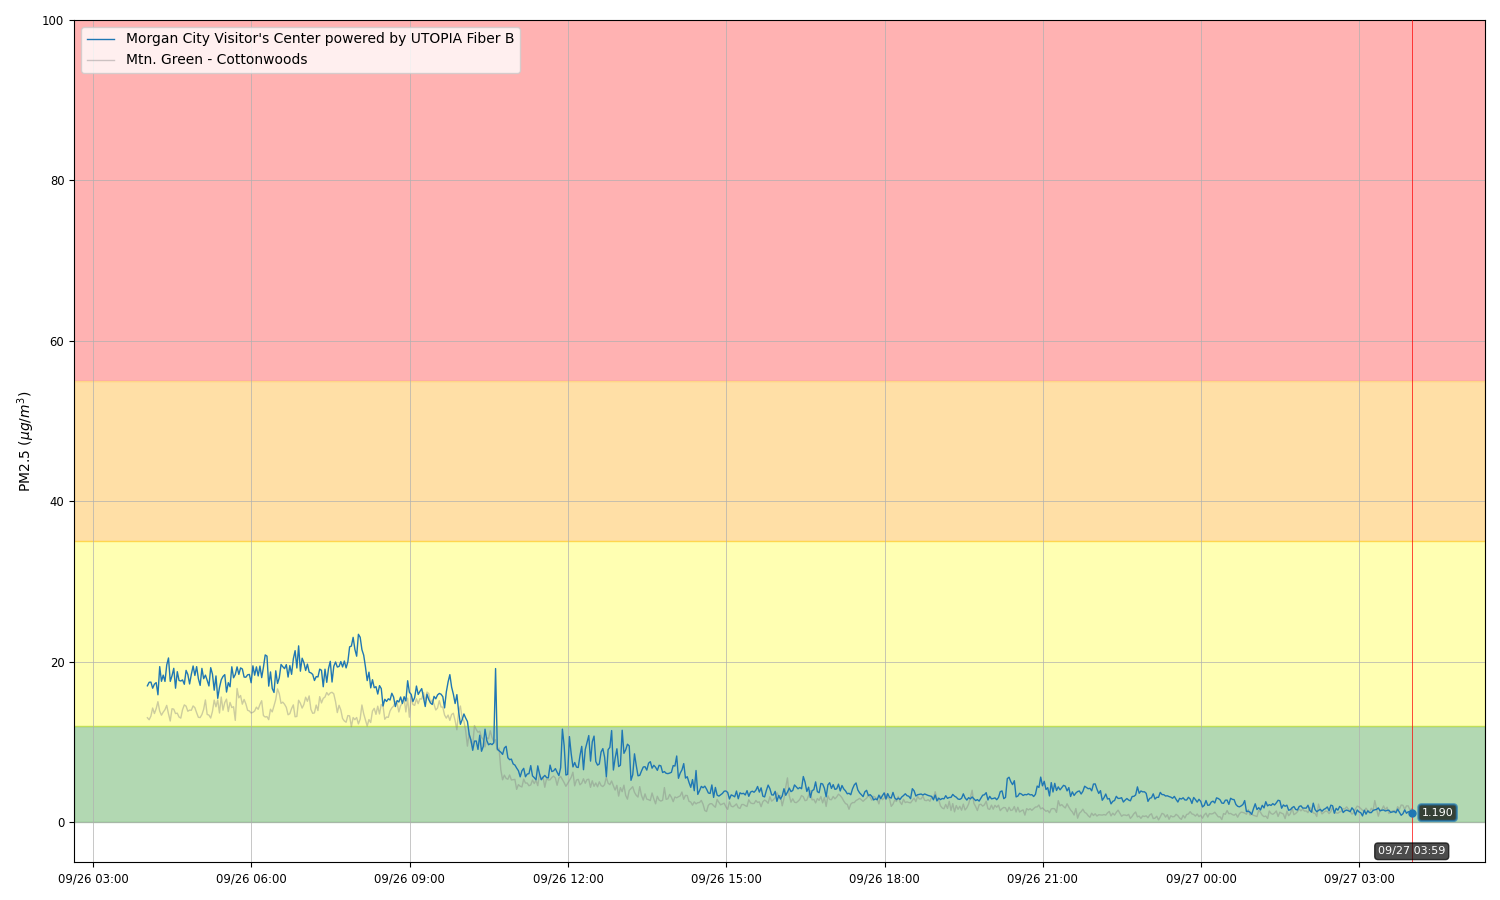 100
Morgan City Visitor's Center powered by UTOPIA Fiber B
Mtn. Green - Cottonwoods
80
60
PM2.5 (μg/m³)
40
20
0
1.190
09/27 03:59
09/26 03:00 09/26 06:00 09/26 09:00 09/26 12:00 09/26 15:00 09/26 18:00 09/26 21:00 09/27 00:00 09/27 03:00